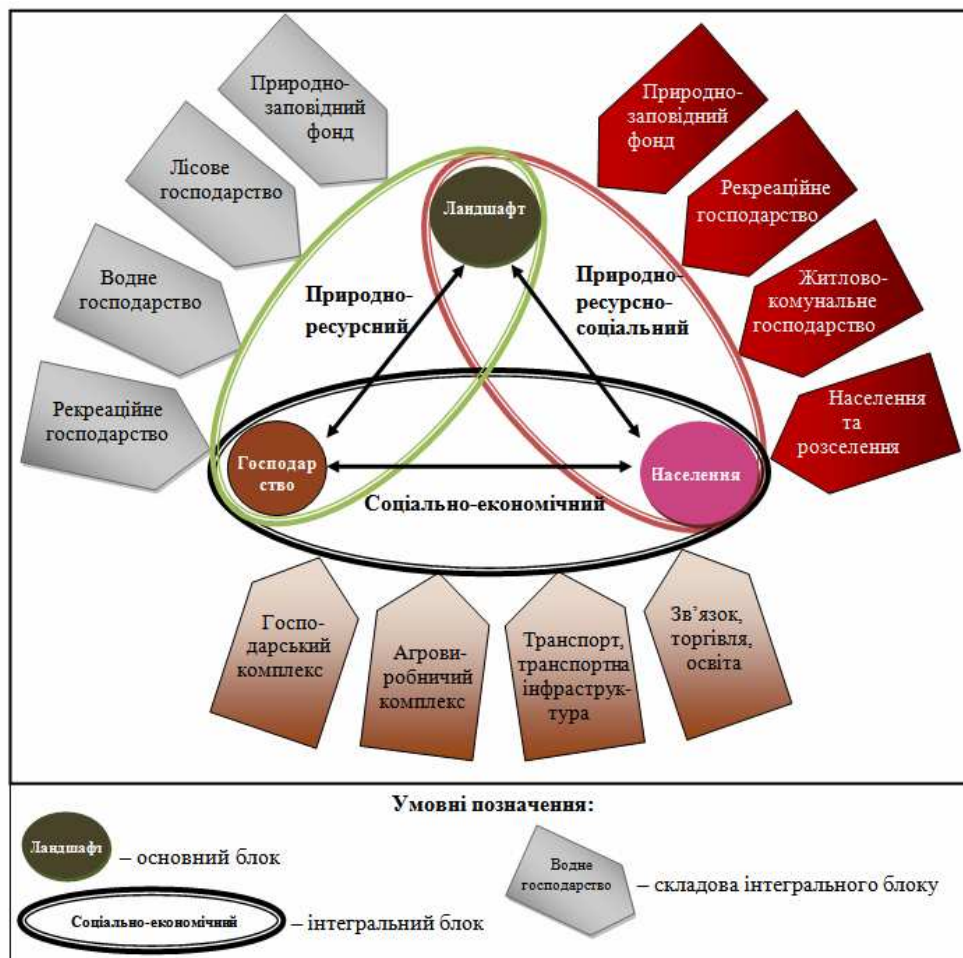 Природно-
заповідний
фонд
Лісове
господарство
Водне
господарство
Рекреаційне
господарство
Природно-
заповідний
фонд
Рекреаційне
господарство
Житлово-
комунальне
господарство
Населення
та
розселення
Ландшафт
Природно-
ресурсний
Природно-
ресурсно-
соціальний
Господар
ство
Населення
Соціально-економічний
Госпо-
дарський
комплекс
Агрови-
робничий
комплекс
Транспорт,
транспортна
інфраструк-
тура
Зв’язок,
торгівля,
освіта
Умовні позначення:
Ландшафт – основний блок
Соціально-економічний – інтегральний блок
Водне
господарство – складова інтегрального блоку